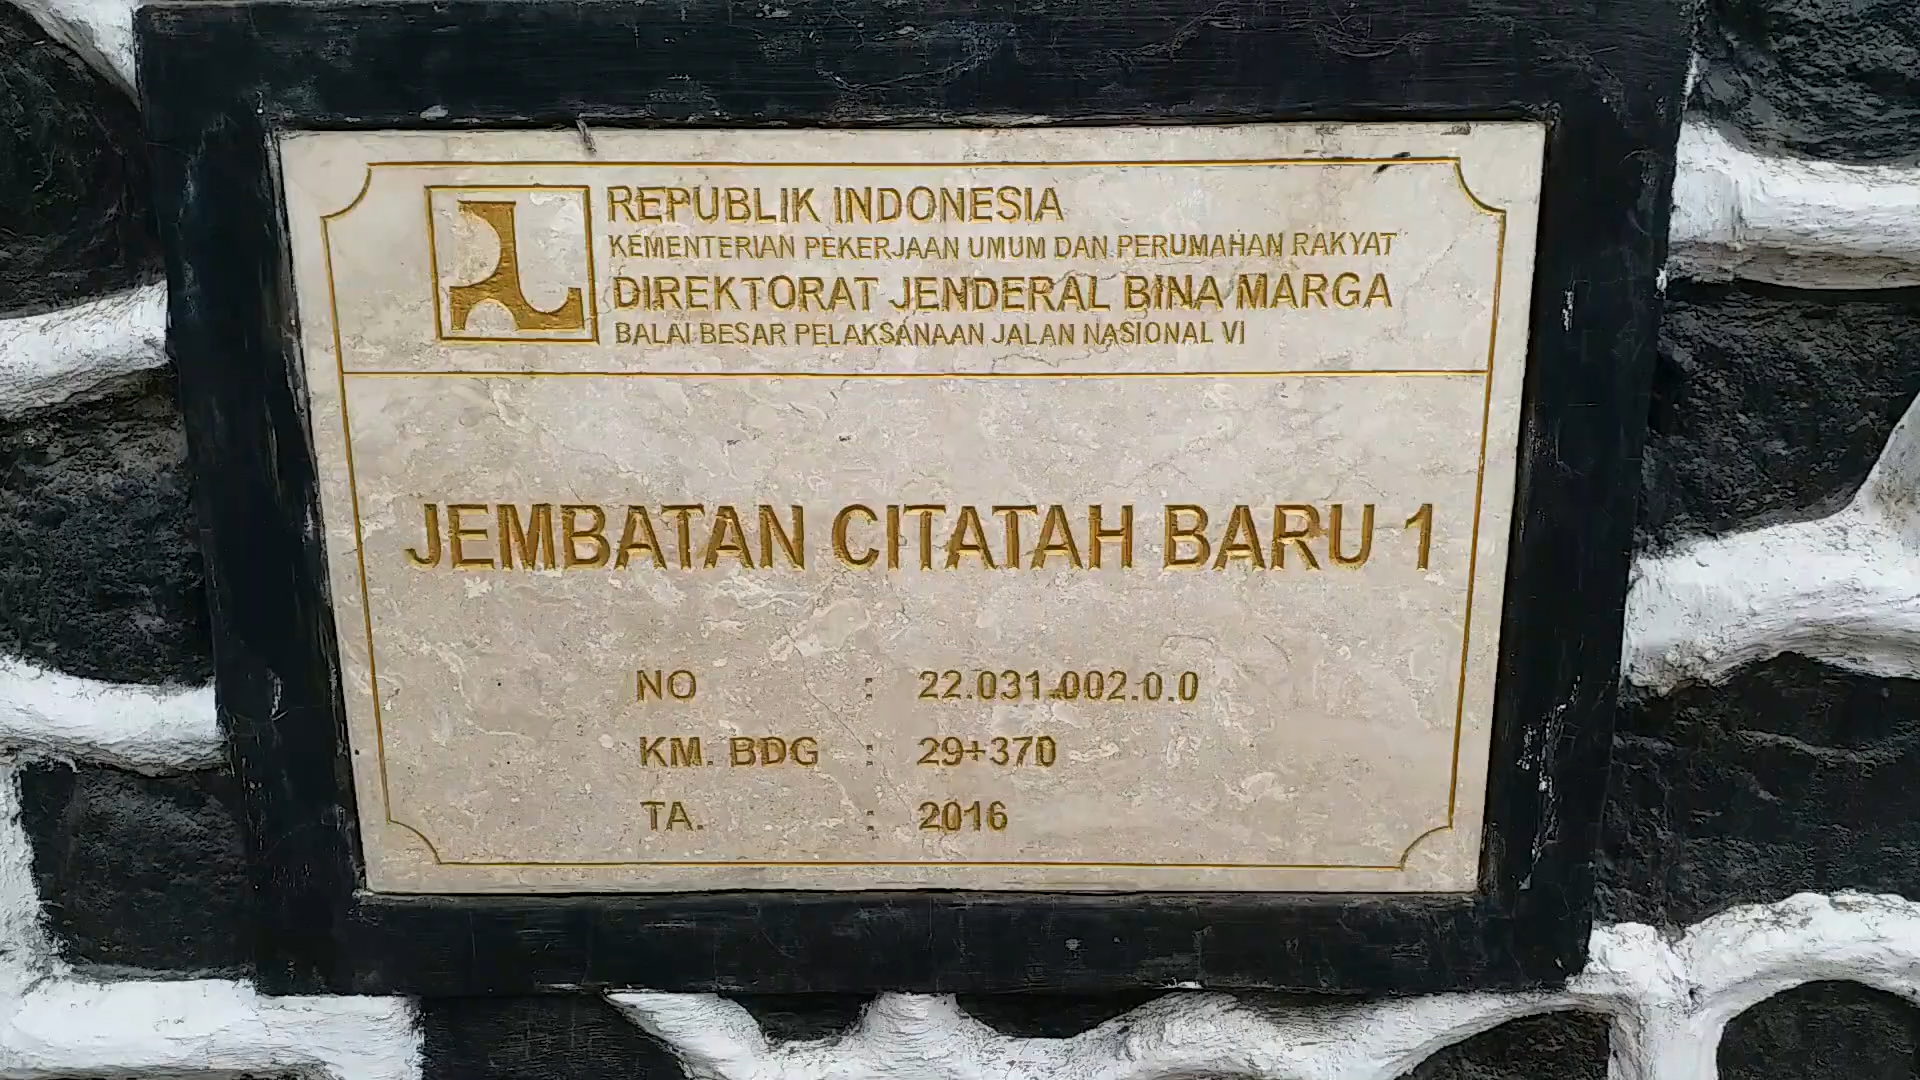 REPUBLIK INDONESIA
KEMENTERIAN PEKERJAAN UMUM DAN PERUMAHAN RAKYAT
DIREKTORAT JENDERAL BINA MARGA
BALAI BESAR PELAKSANAAN JALAN NASIONAL VI
JEMBATAN CITATAH BARU 1
NO : 22.031.002.0.0
KM. BDG : 29+370
TA. : 2016